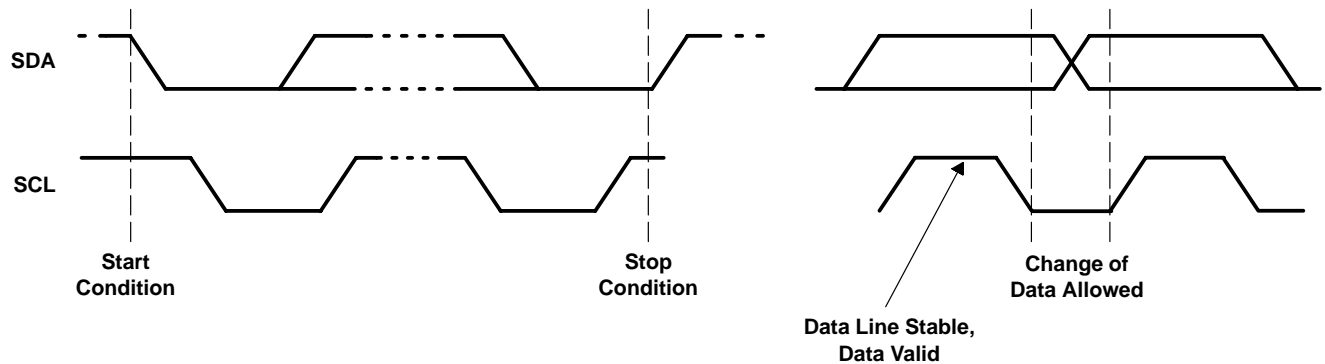 SDA
SCL
Start
Condition
Stop
Condition
Change of
Data Allowed
Data Line Stable,
Data Valid